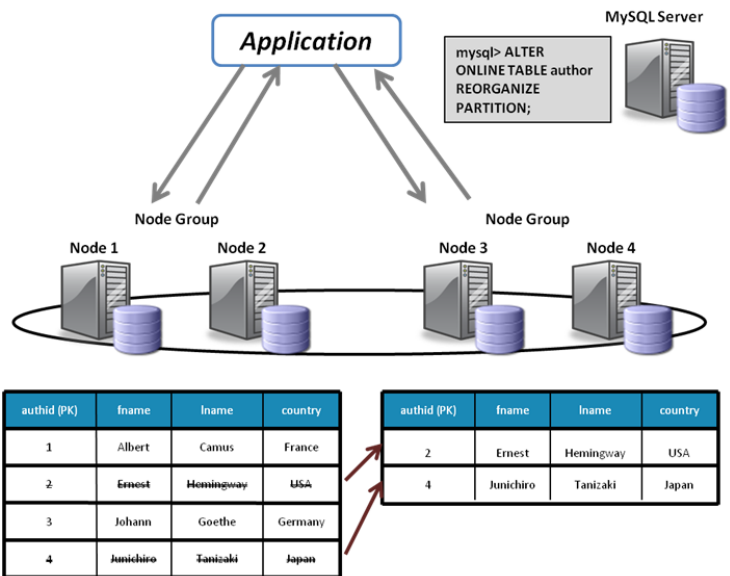 MySQL Server
Application
mysql> ALTER
ONLINE TABLE author
REORGANIZE
PARTITION;
Node Group
Node Group
Node 1 Node 2 Node 3 Node 4
authid (PK) fname lname country
1 Albert Camus France
2 Ernest Hemingway USA
3 Johann Goethe Germany
4 Junichiro Tanizaki Japan
authid (PK) fname lname country
2 Ernest Hemingway USA
4 Junichiro Tanizaki Japan